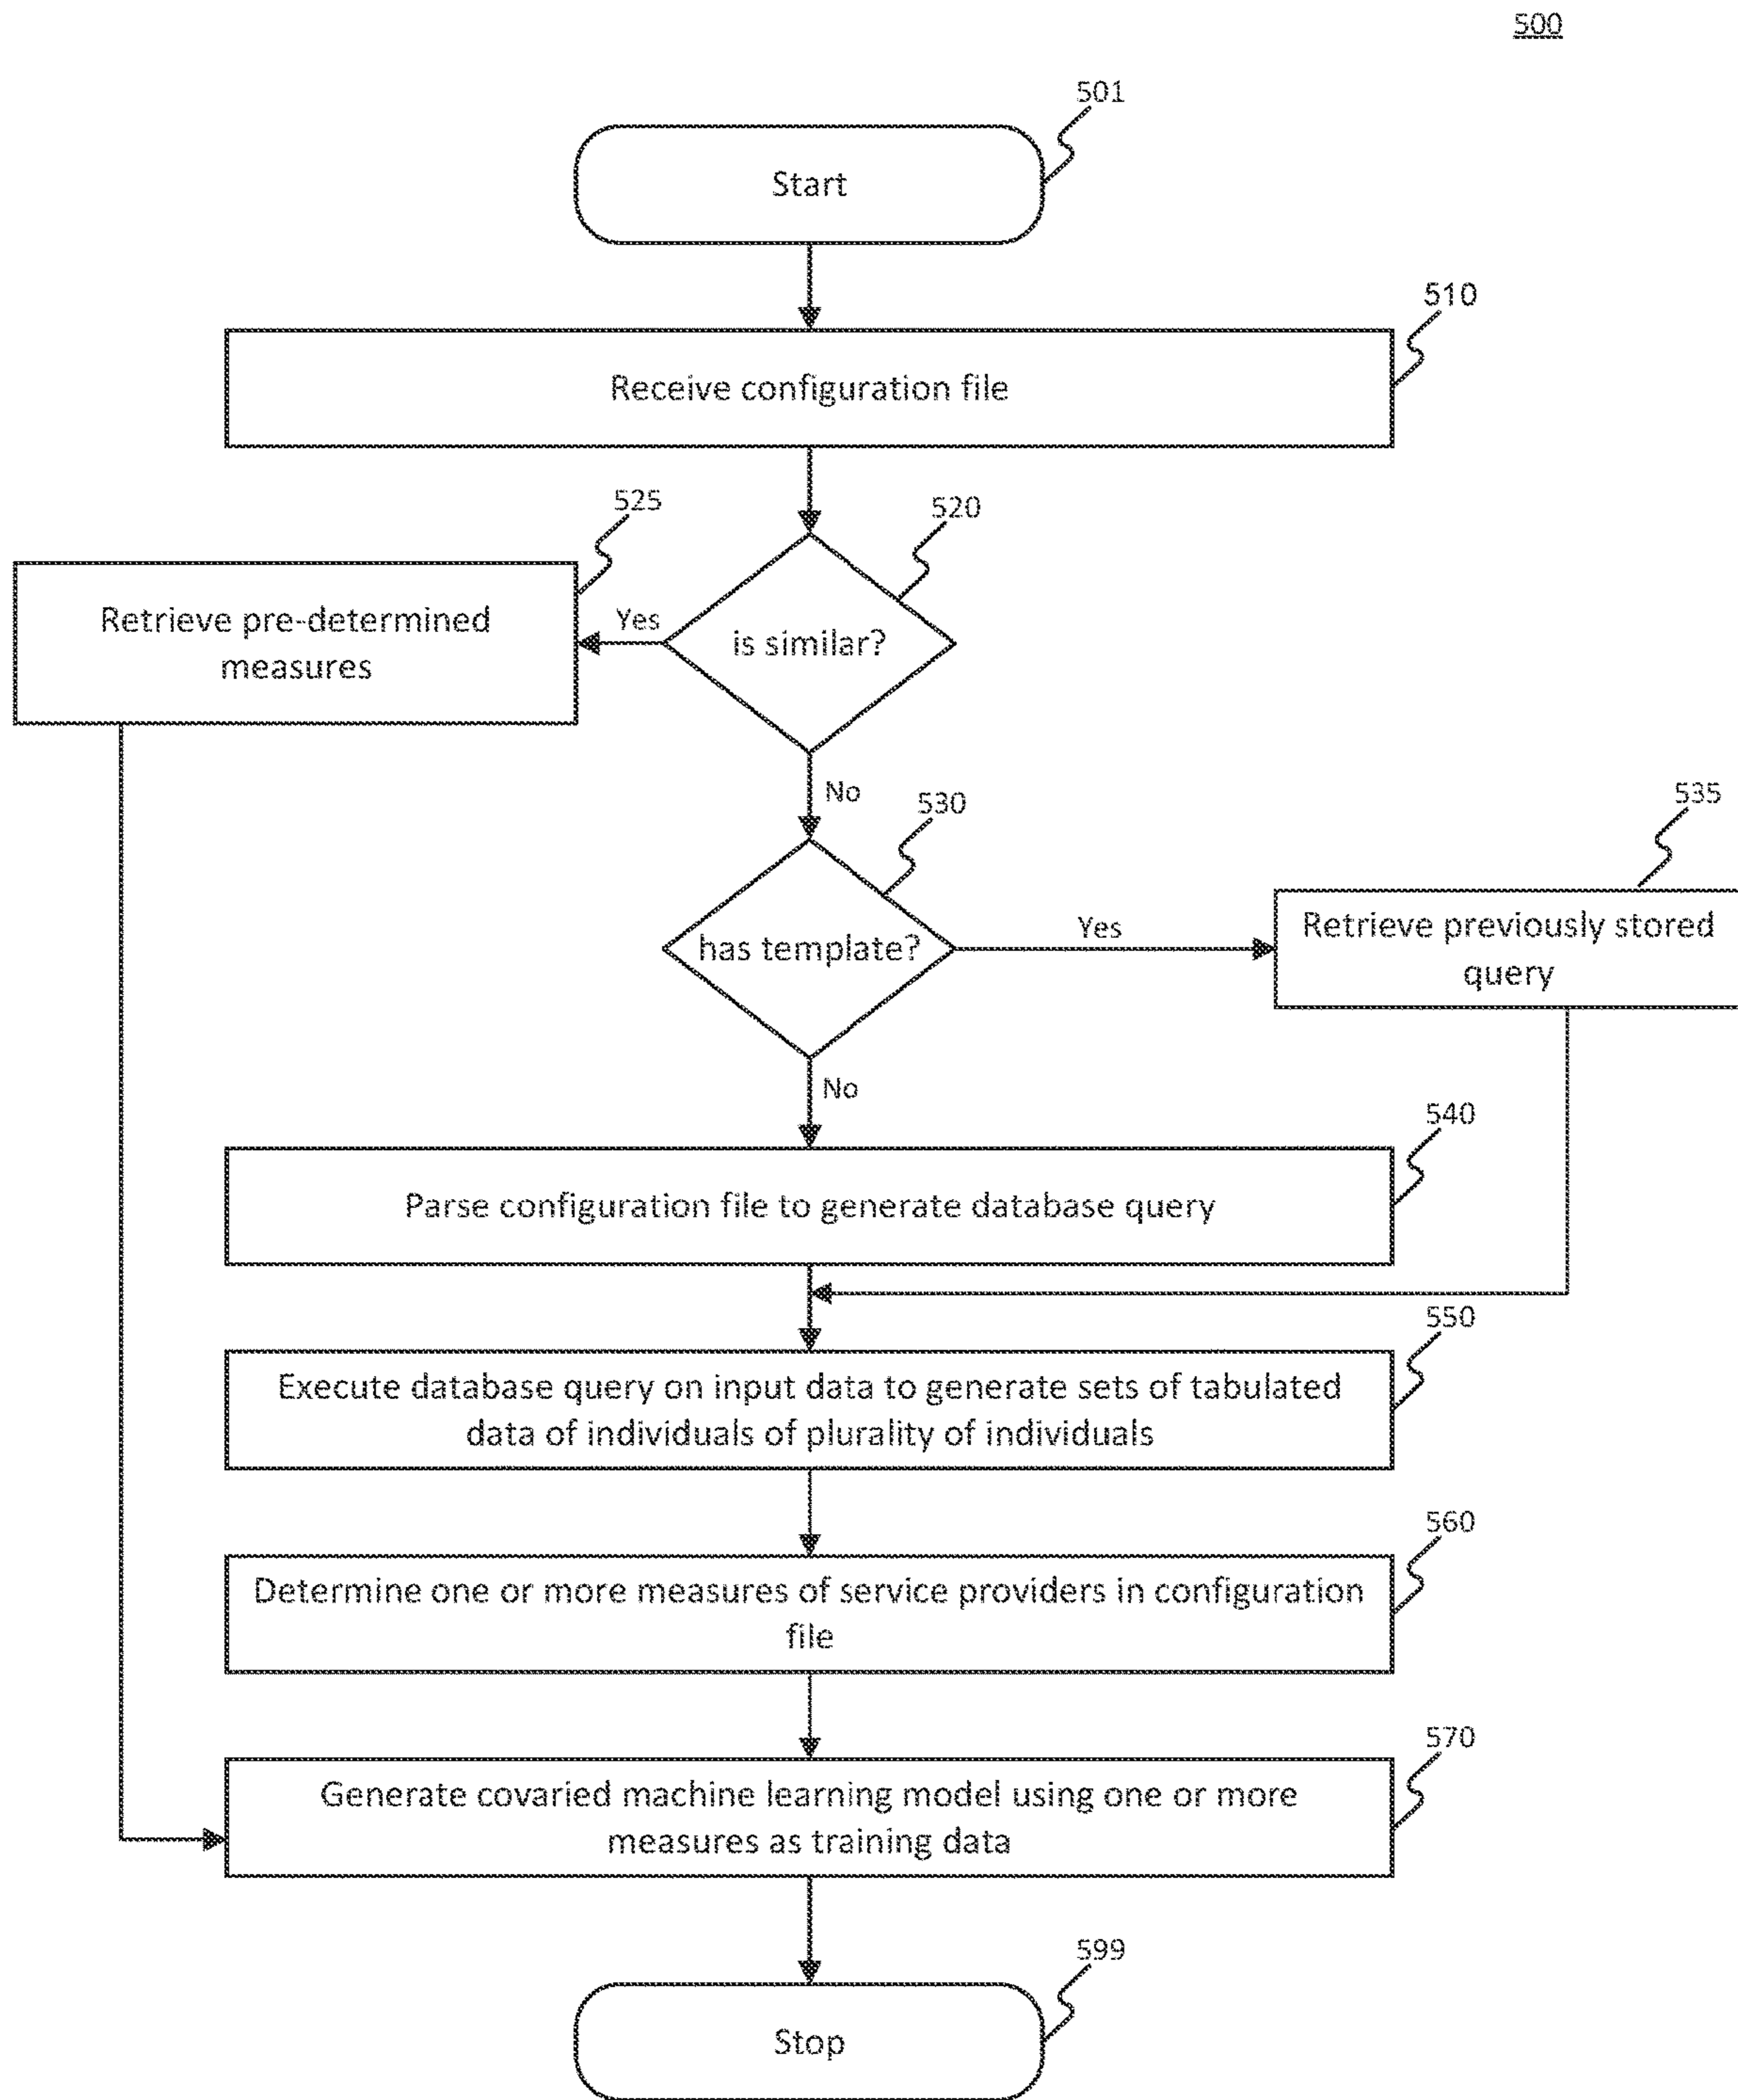 500
501
Start
510
Receive configuration file
525
520
Retrieve pre-determined
measures
Yes
is similar?
No
530
535
has template?
Yes
Retrieve previously stored
query
No
540
Parse configuration file to generate database query
550
Execute database query on input data to generate sets of tabulated
data of individuals of plurality of individuals
560
Determine one or more measures of service providers in configuration
file
570
Generate covaried machine learning model using one or more
measures as training data
599
Stop